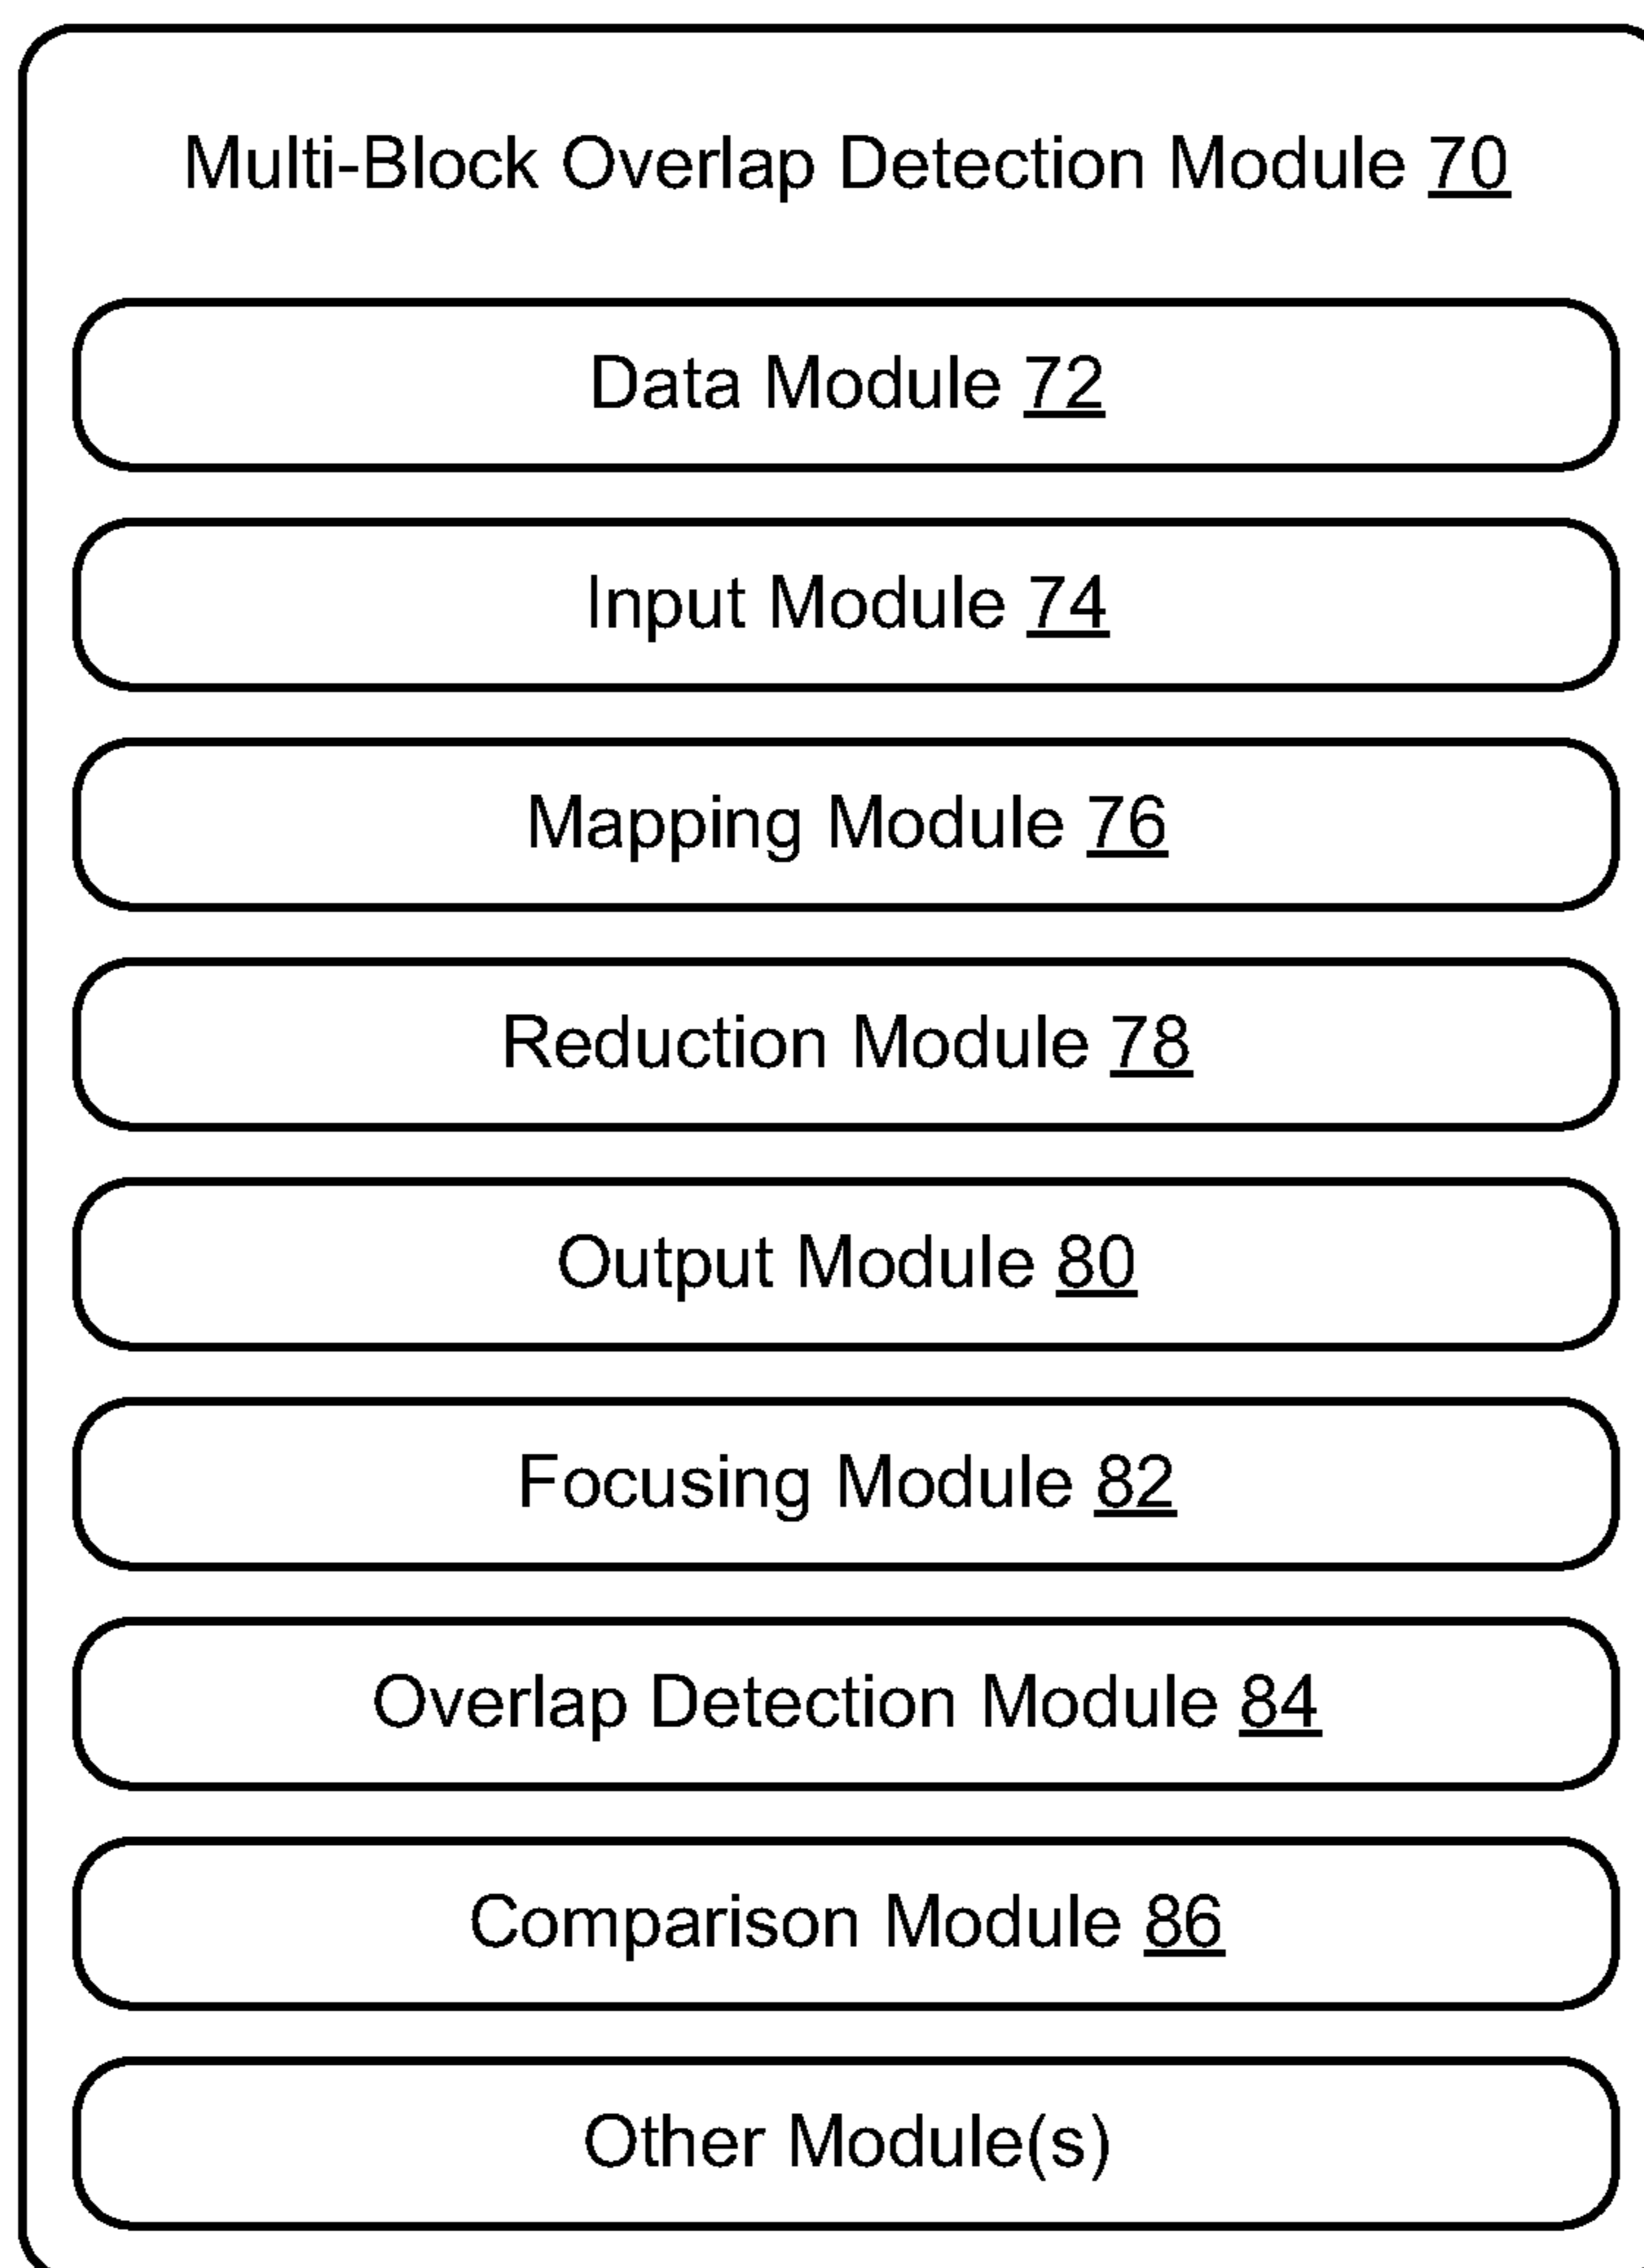 Multi-Block Overlap Detection Module 70
Data Module 72
Input Module 74
Mapping Module 76
Reduction Module 78
Output Module 80
Focusing Module 82
Overlap Detection Module 84
Comparison Module 86
Other Module(s)